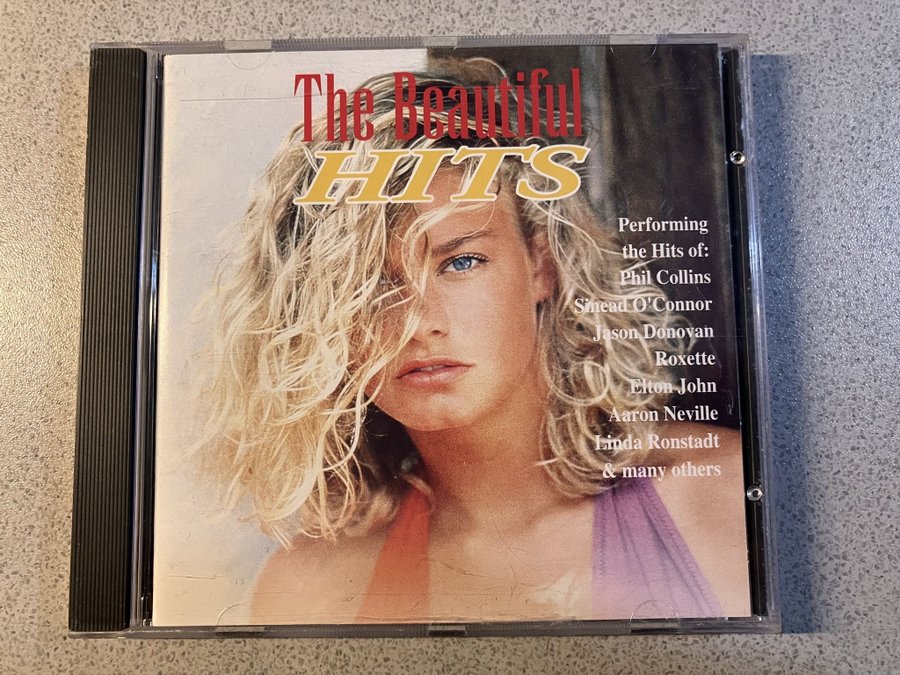 The Beautiful
HITS
Performing
the Hits of:
Phil Collins
Sinead O'Connor
Jason Donovan
Roxette
Elton John
Aaron Neville
Linda Ronstadt
& many others